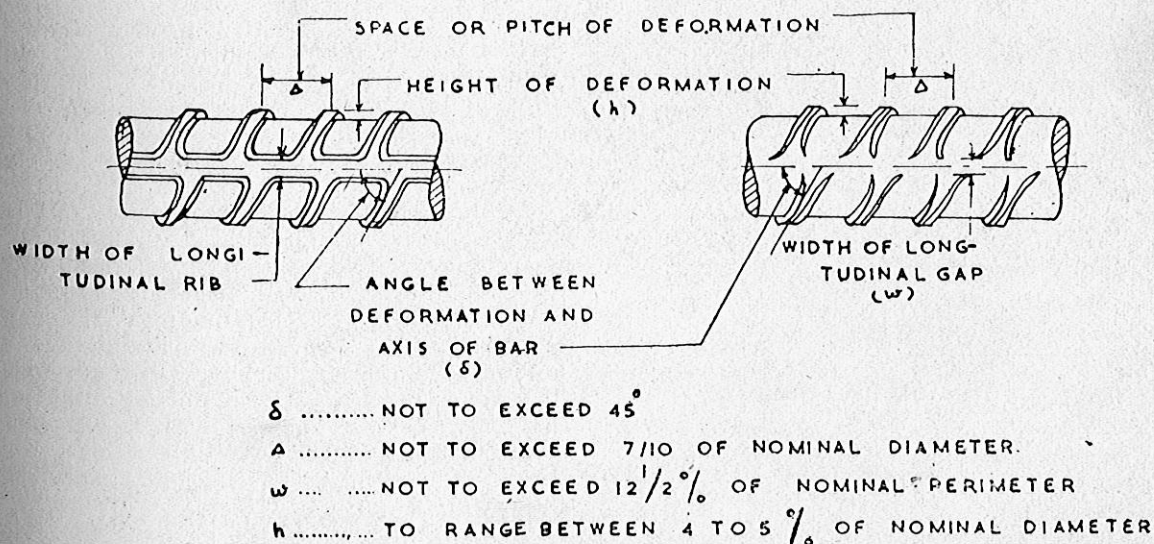 SPACE OR PITCH OF DEFORMATION
Δ
HEIGHT OF DEFORMATION
(h)
Δ
WIDTH OF LONGI-
TUDINAL RIB
ANGLE BETWEEN
DEFORMATION AND
AXIS OF BAR
(δ)
WIDTH OF LONG-
TUDINAL GAP
(w)
δ .......... NOT TO EXCEED 45°
Δ .......... NOT TO EXCEED 7/10 OF NOMINAL DIAMETER.
w .... .... NOT TO EXCEED 12 1/2 % OF NOMINAL PERIMETER
h ........,... TO RANGE BETWEEN 4 TO 5 % OF NOMINAL DIAMETER